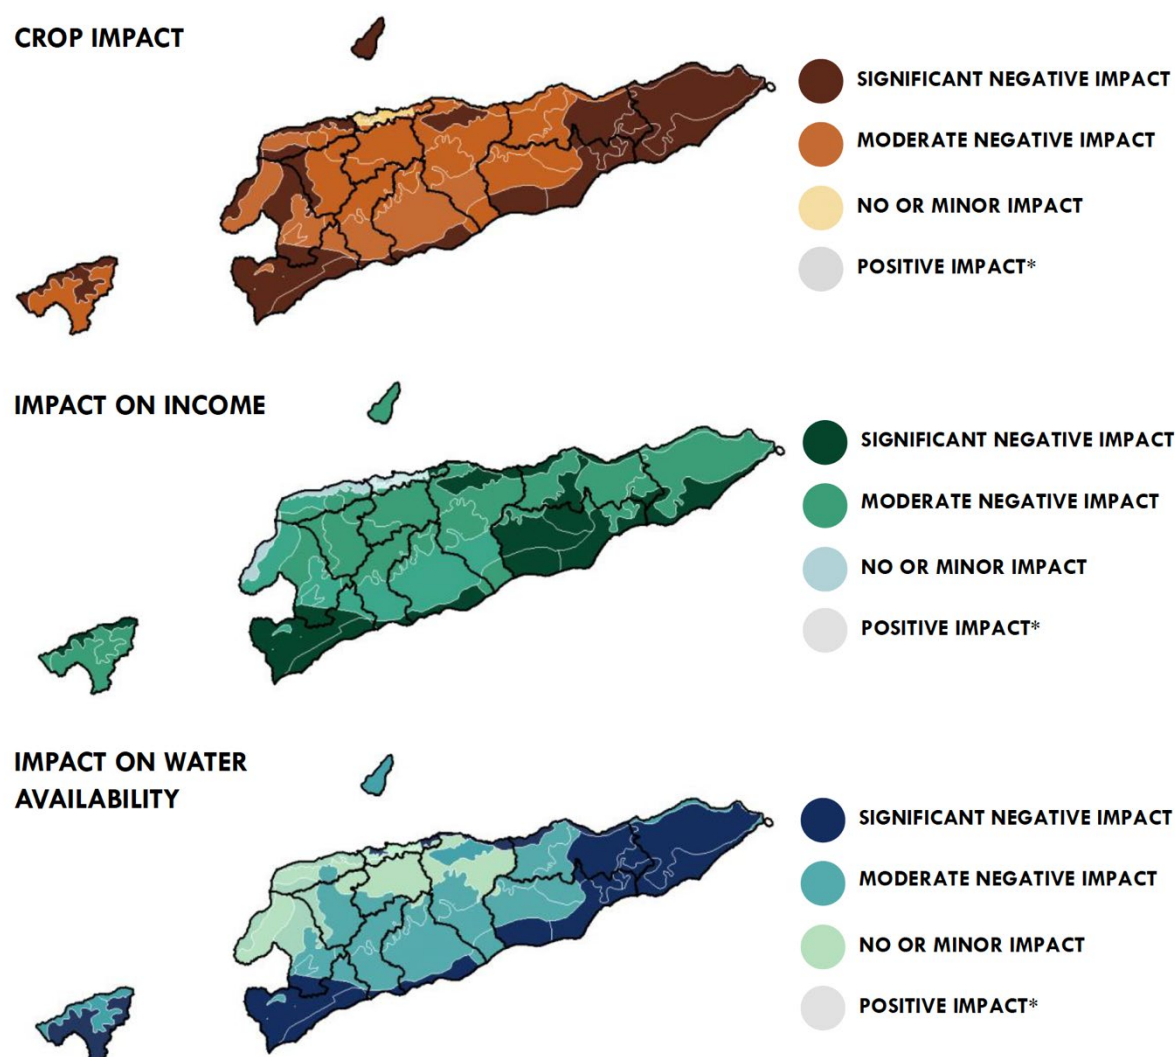 CROP IMPACT
SIGNIFICANT NEGATIVE IMPACT
MODERATE NEGATIVE IMPACT
NO OR MINOR IMPACT
POSITIVE IMPACT*
IMPACT ON INCOME
SIGNIFICANT NEGATIVE IMPACT
MODERATE NEGATIVE IMPACT
NO OR MINOR IMPACT
POSITIVE IMPACT*
IMPACT ON WATER
AVAILABILITY
SIGNIFICANT NEGATIVE IMPACT
MODERATE NEGATIVE IMPACT
NO OR MINOR IMPACT
POSITIVE IMPACT*